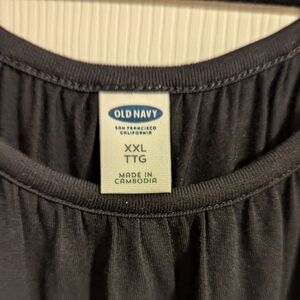 OLD NAVY
SAN FRANCISCO
CALIFORNIA
XXL
TTG
MADE IN
CAMBODIA